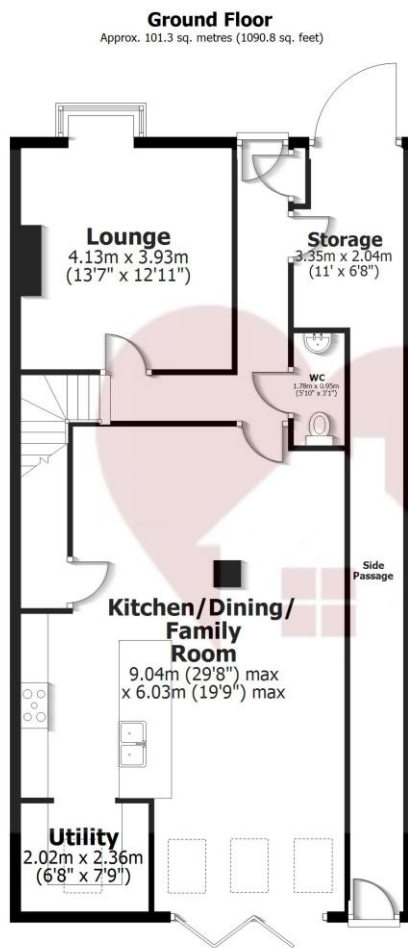 Ground Floor
Approx. 101.3 sq. metres (1090.8 sq. feet)
Lounge
4.13m x 3.93m
(13'7" x 12'11")
Storage
3.35m x 2.04m
(11' x 6'8")
WC
1.78m x 0.95m
(5'10" x 3'1")
Side
Passage
Kitchen/Dining/
Family
Room
9.04m (29'8") max
x 6.03m (19'9") max
Utility
2.02m x 2.36m
(6'8" x 7'9")